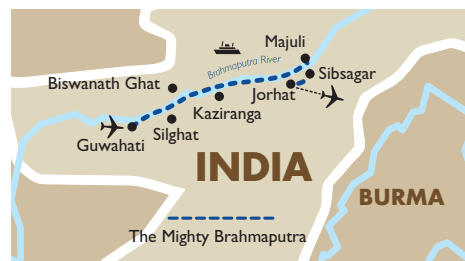 Majuli
Brahmaputra River
Sibsagar
Biswanath Ghat
Jorhat
Kaziranga
Guwahati
Silghat
INDIA
BURMA
The Mighty Brahmaputra